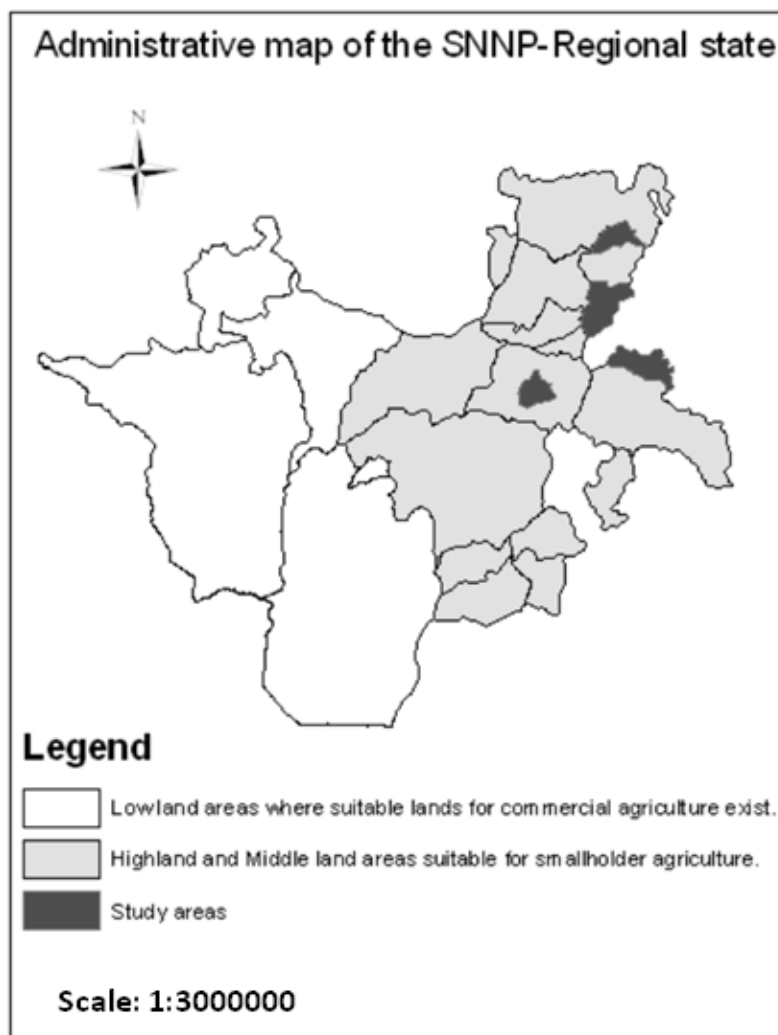 Administrative map of the SNNP-Regional state
N
Legend
Lowland areas where suitable lands for commercial agriculture exist.
Highland and Middle land areas suitable for smallholder agriculture.
Study areas
Scale: 1:3000000